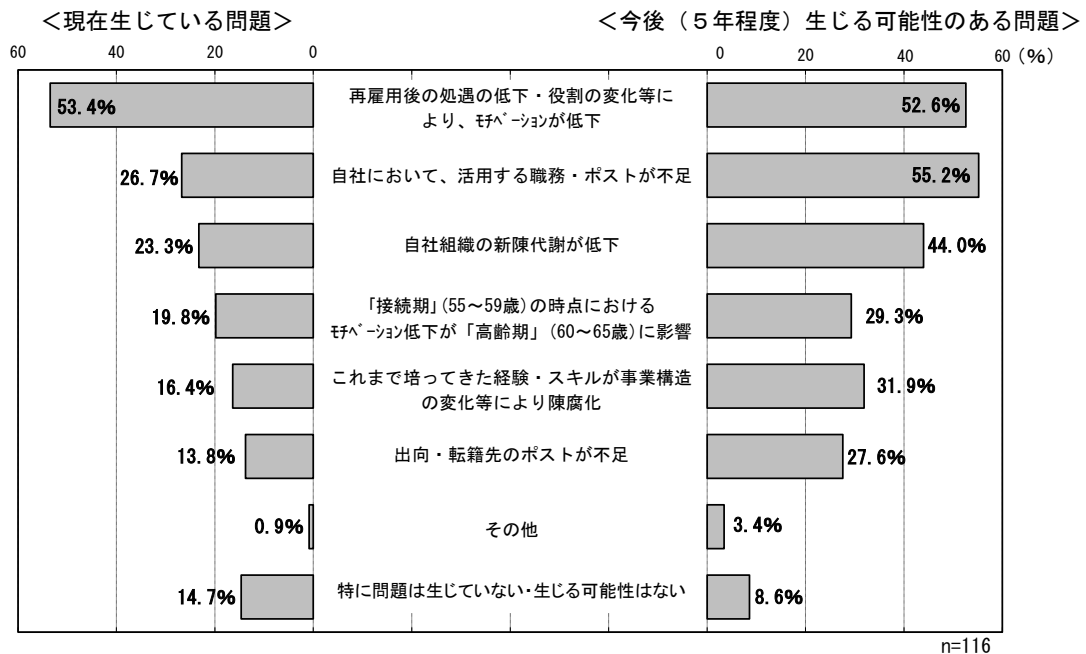 ＜現在生じている問題＞ ＜今後（５年程度）生じる可能性のある問題＞
60 40 20 0 0 20 40 60 （%）
53.4% 再雇用後の処遇の低下・役割の変化等に
より、ﾓﾁﾍﾞｰｼｮﾝが低下 52.6%
26.7% 自社において、活用する職務・ポストが不足 55.2%
23.3% 自社組織の新陳代謝が低下 44.0%
「接続期」(55～59歳)の時点における
19.8% ﾓﾁﾍﾞｰｼｮﾝ低下が「高齢期」(60～65歳)に影響 29.3%
16.4% これまで培ってきた経験・スキルが事業構造
の変化等により陳腐化 31.9%
13.8% 出向・転籍先のポストが不足 27.6%
0.9% その他 3.4%
14.7% 特に問題は生じていない・生じる可能性はない 8.6%
n=116